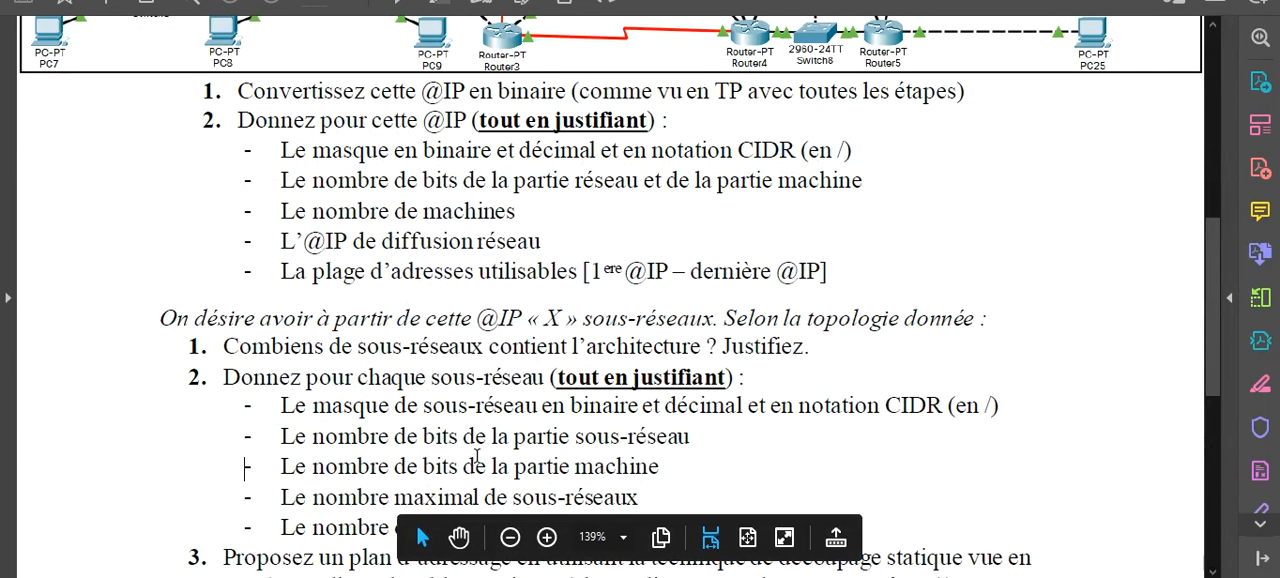 Switch8
PC-PT
PC7
PC-PT
PC8
PC-PT
PC9
Router-PT
Router3
Router-PT
Router4
2960-24TT
Switch8
Router-PT
Router5
PC-PT
PC25
1. Convertissez cette @IP en binaire (comme vu en TP avec toutes les étapes)
2. Donnez pour cette @IP (tout en justifiant) :
- Le masque en binaire et décimal et en notation CIDR (en /)
- Le nombre de bits de la partie réseau et de la partie machine
- Le nombre de machines
- L’@IP de diffusion réseau
- La plage d’adresses utilisables [1ere @IP – dernière @IP]
On désire avoir à partir de cette @IP « X » sous-réseaux. Selon la topologie donnée :
1. Combiens de sous-réseaux contient l’architecture ? Justifiez.
2. Donnez pour chaque sous-réseau (tout en justifiant) :
- Le masque de sous-réseau en binaire et décimal et en notation CIDR (en /)
- Le nombre de bits de la partie sous-réseau
- Le nombre de bits de la partie machine
- Le nombre maximal de sous-réseaux
- Le nombre
139%
3. Proposez un plan d’adressage en utilisant la technique de découpage statique vue en